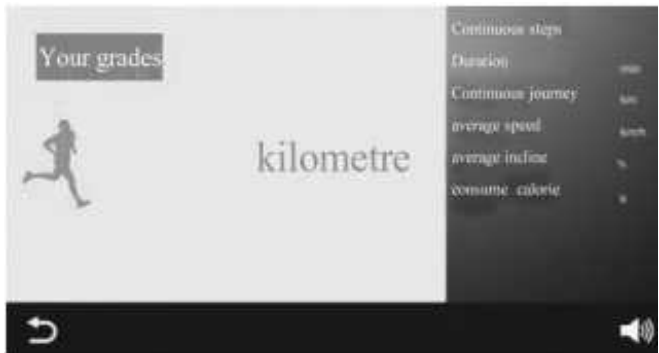 Your grades
kilometre
Continuous steps
Duration
Continuous journey
average speed
average incline
consume calorie